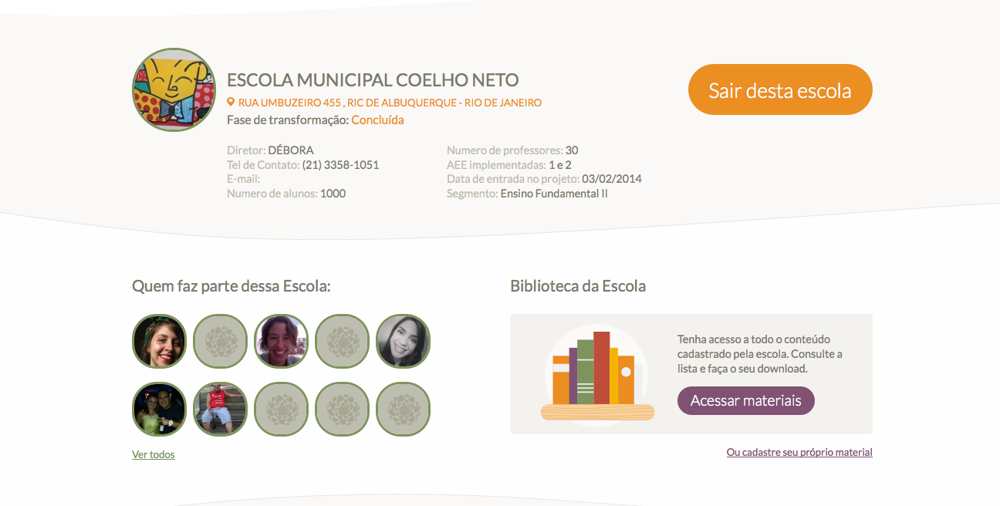 ESCOLA MUNICIPAL COELHO NETO
RUA UMBUZEIRO 455 , RIC DE ALBUQUERQUE - RIO DE JANEIRO
Fase de transformação: Concluída
Sair desta escola
Diretor: DÉBORA
Tel de Contato: (21) 3358-1051
E-mail:
Numero de alunos: 1000
Numero de professores: 30
AEE implementadas: 1 e 2
Data de entrada no projeto: 03/02/2014
Segmento: Ensino Fundamental II
Quem faz parte dessa Escola:
Ver todos
Biblioteca da Escola
Tenha acesso a todo o conteúdo
cadastrado pela escola. Consulte a
lista e faça o seu download.
Acessar materiais
Ou cadastre seu próprio material